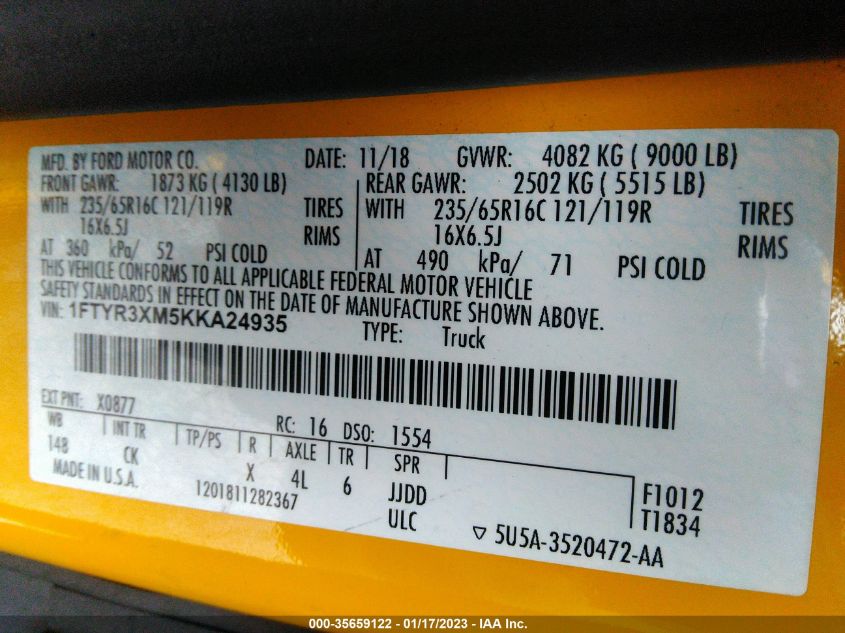 MFD. BY FORD MOTOR CO. DATE: 11/18 GVWR: 4082 KG ( 9000 LB)
FRONT GAWR: 1873 KG ( 4130 LB) REAR GAWR: 2502 KG ( 5515 LB)
WITH 235/65R16C 121/119R TIRES WITH 235/65R16C 121/119R TIRES
16X6.5J RIMS 16X6.5J RIMS
AT 360 kPa/ 52 PSI COLD AT 490 kPa/ 71 PSI COLD
THIS VEHICLE CONFORMS TO ALL APPLICABLE FEDERAL MOTOR VEHICLE
SAFETY STANDARDS IN EFFECT ON THE DATE OF MANUFACTURE SHOWN ABOVE.
VIN: 1FTYR3XM5KKA24935 TYPE: Truck
EXT PNT: X0877 RC: 16 DSO: 1554
WB INT TR TP/PS R AXLE TR SPR
148 CK X 4L 6 JJDD F1012
MADE IN U.S.A. 1201811282367 ULC T1834
▽ 5U5A-3520472-AA
000-35659122 - 01/17/2023 - IAA Inc.